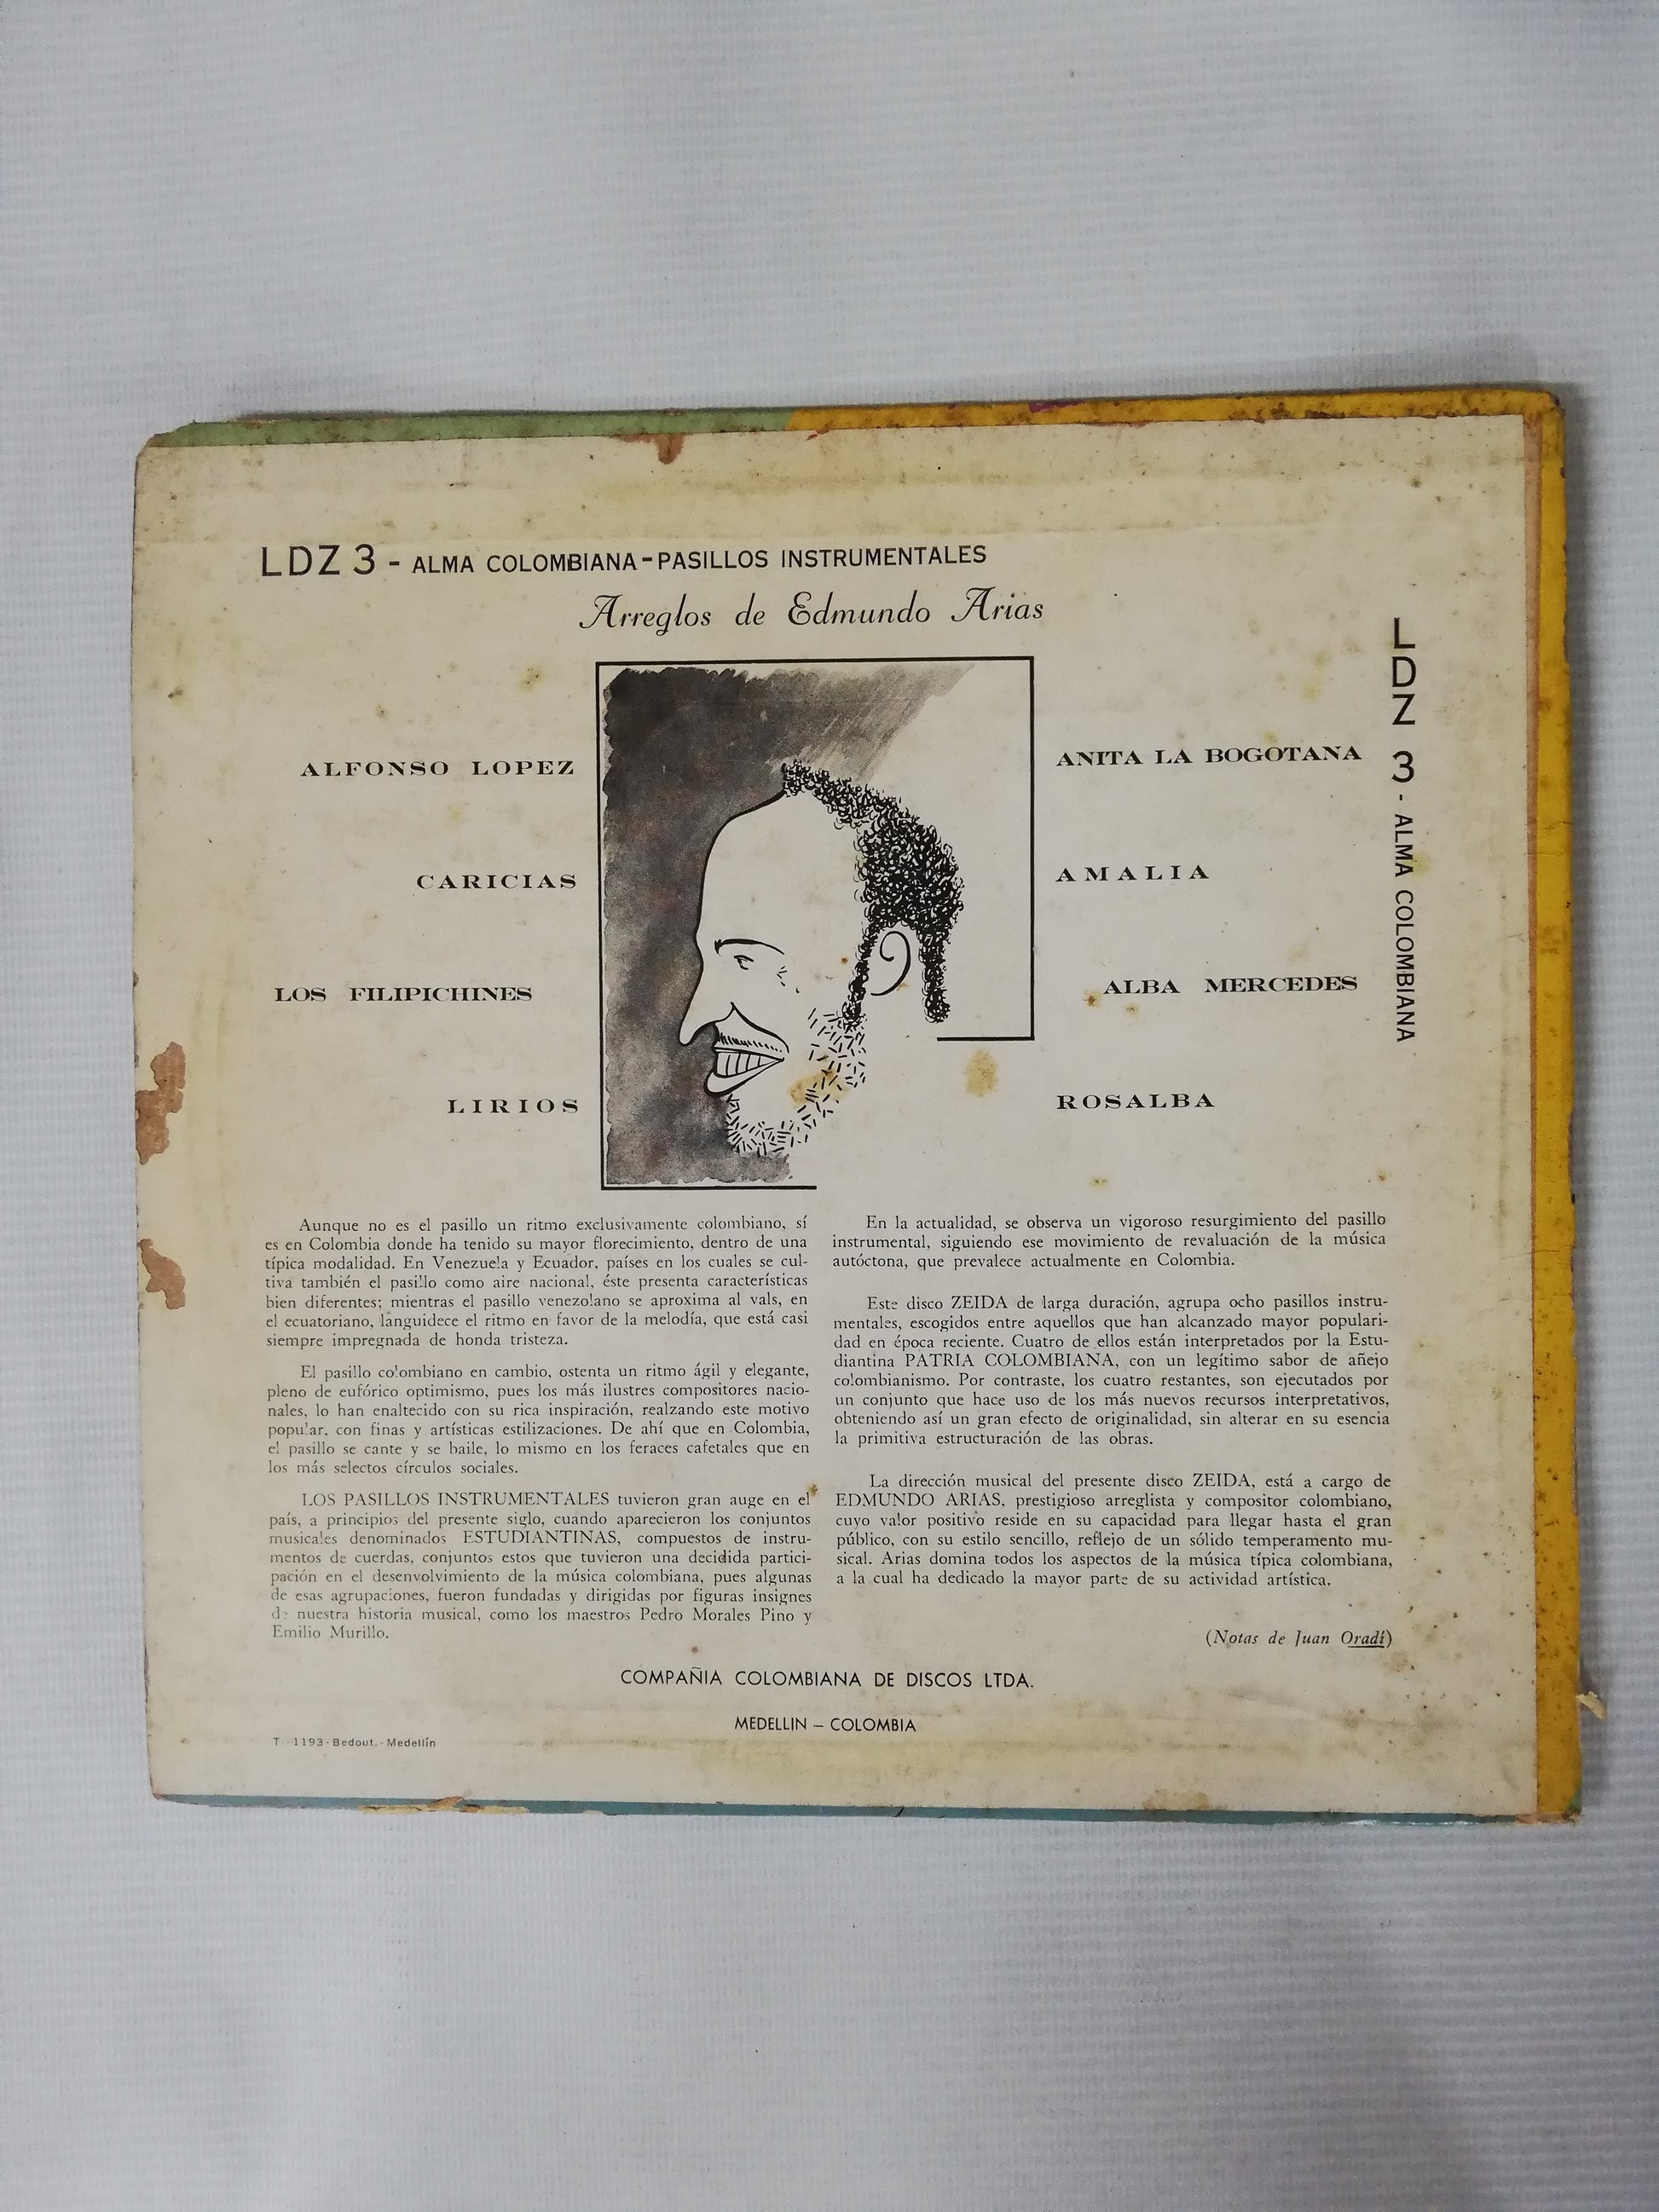 LDZ 3 - ALMA COLOMBIANA - PASILLOS INSTRUMENTALES
Arreglos de Edmundo Arias
ALFONSO LOPEZ
CARICIAS
LOS FILIPICHINES
LIRIOS
ANITA LA BOGOTANA
AMALIA
ALBA MERCEDES
ROSALBA
LDZ 3 - ALMA COLOMBIANA
Aunque no es el pasillo un ritmo exclusivamente colombiano, sí
es en Colombia donde ha tenido su mayor florecimiento, dentro de una
típica modalidad. En Venezuela y Ecuador, países en los cuales se cul-
tiva también el pasillo como aire nacional, éste presenta características
bien diferentes; mientras el pasillo venezolano se aproxima al vals, en
el ecuatoriano, languidece el ritmo en favor de la melodía, que está casi
siempre impregnada de honda tristeza.
El pasillo colombiano en cambio, ostenta un ritmo ágil y elegante,
pleno de eufórico optimismo, pues los más ilustres compositores nacio-
nales, lo han enaltecido con su rica inspiración, realzando este motivo
popular, con finas y artísticas estilizaciones. De ahí que en Colombia,
el pasillo se cante y se baile, lo mismo en los feraces cafetales que en
los más selectos círculos sociales.
LOS PASILLOS INSTRUMENTALES tuvieron gran auge en el
país, a principios del presente siglo, cuando aparecieron los conjuntos
musicales denominados ESTUDIANTINAS, compuestos de instru-
mentos de cuerdas, conjuntos estos que tuvieron una decidida partici-
pación en el desenvolvimiento de la música colombiana, pues algunas
de esas agrupaciones, fueron fundadas y dirigidas por figuras insignes
de nuestra historia musical, como los maestros Pedro Morales Pino y
Emilio Murillo.
En la actualidad, se observa un vigoroso resurgimiento del pasillo
instrumental, siguiendo ese movimiento de revaluación de la música
autóctona, que prevalece actualmente en Colombia.
Este disco ZEIDA de larga duración, agrupa ocho pasillos instru-
mentales, escogidos entre aquellos que han alcanzado mayor populari-
dad en época reciente. Cuatro de ellos están interpretados por la Estu-
diantina PATRIA COLOMBIANA, con un legítimo sabor de añejo
colombianismo. Por contraste, los cuatro restantes, son ejecutados por
un conjunto que hace uso de los más nuevos recursos interpretativos,
obteniendo así un gran efecto de originalidad, sin alterar en su esencia
la primitiva estructuración de las obras.
La dirección musical del presente disco ZEIDA, está a cargo de
EDMUNDO ARIAS, prestigioso arreglista y compositor colombiano,
cuyo valor positivo reside en su capacidad para llegar hasta el gran
público, con su estilo sencillo, reflejo de un sólido temperamento mu-
sical. Arias domina todos los aspectos de la música típica colombiana,
a la cual ha dedicado la mayor parte de su actividad artística.
(Notas de Juan Oradí)
COMPAÑIA COLOMBIANA DE DISCOS LTDA.
MEDELLIN – COLOMBIA
T - 1193 - Bedout. - Medellín